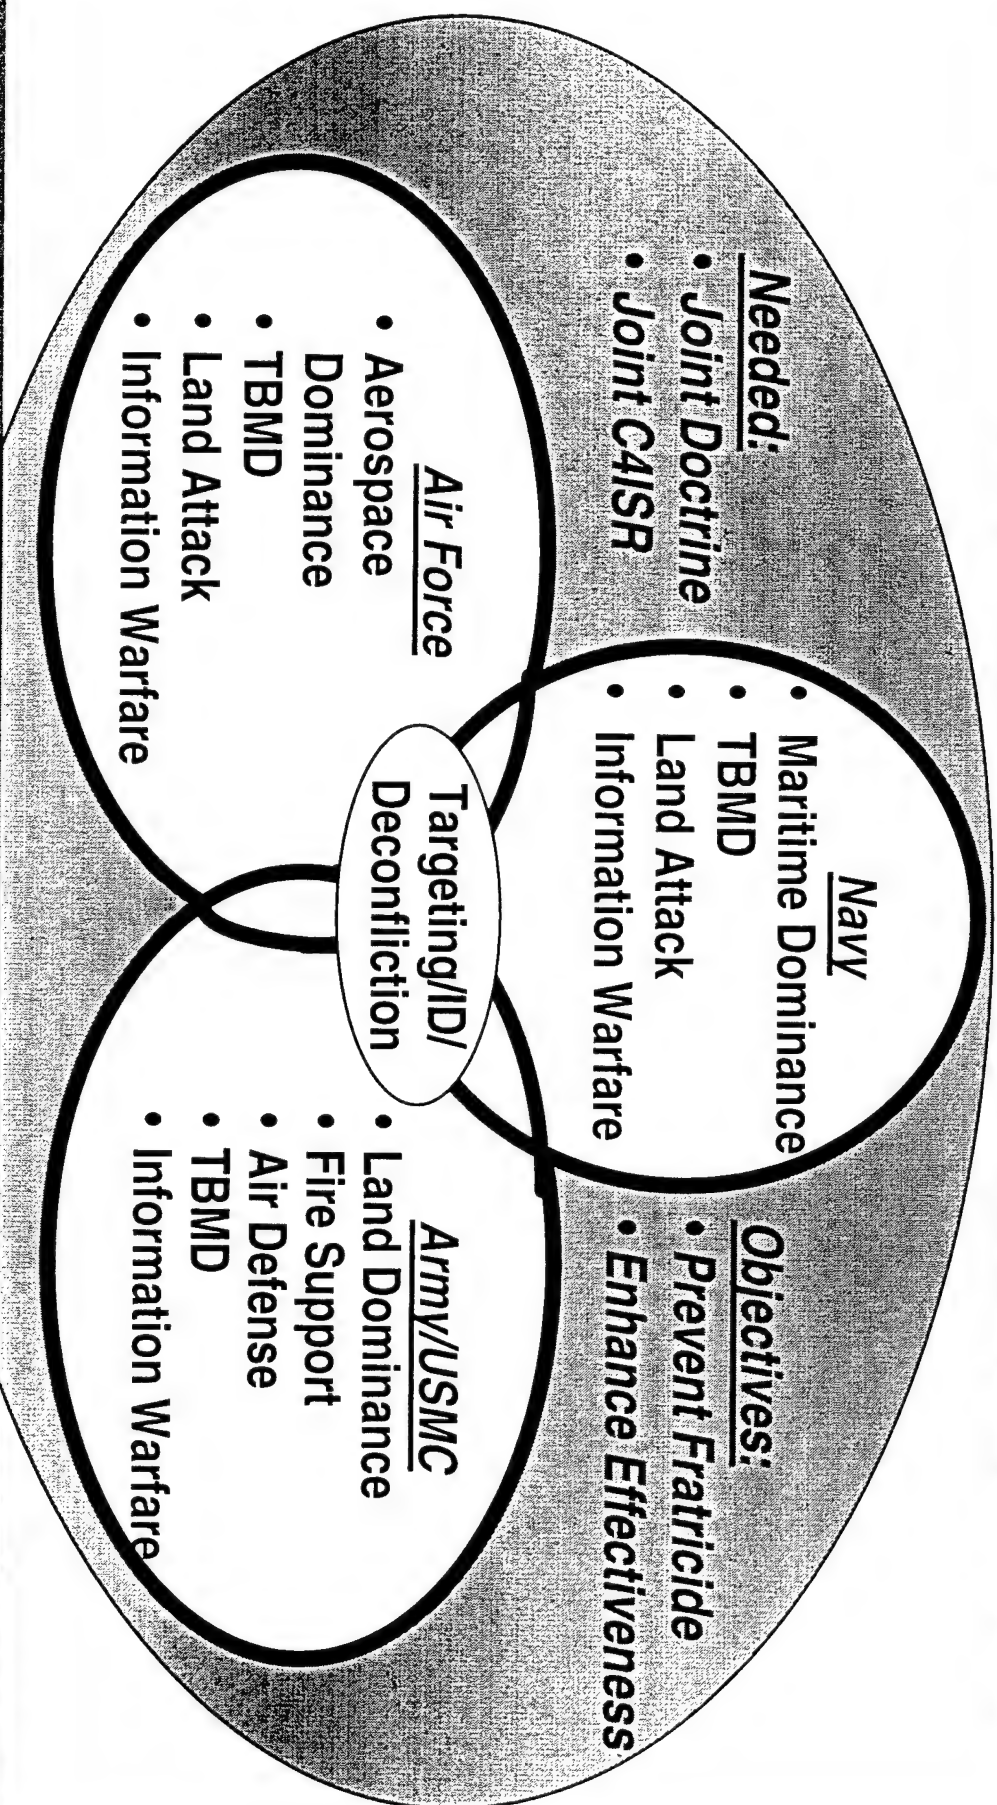 Needed:
• Joint Doctrine
• Joint C4ISR
Navy
• Maritime Dominance
• TBMD
• Land Attack
• Information Warfare
Objectives:
• Prevent Fratricide
• Enhance Effectiveness
Air Force
• Aerospace
Dominance
• TBMD
• Land Attack
• Information Warfare
Targeting/ID/
Deconfliction
Army/USMC
• Land Dominance
• Fire Support
• Air Defense
• TBMD
• Information Warfare